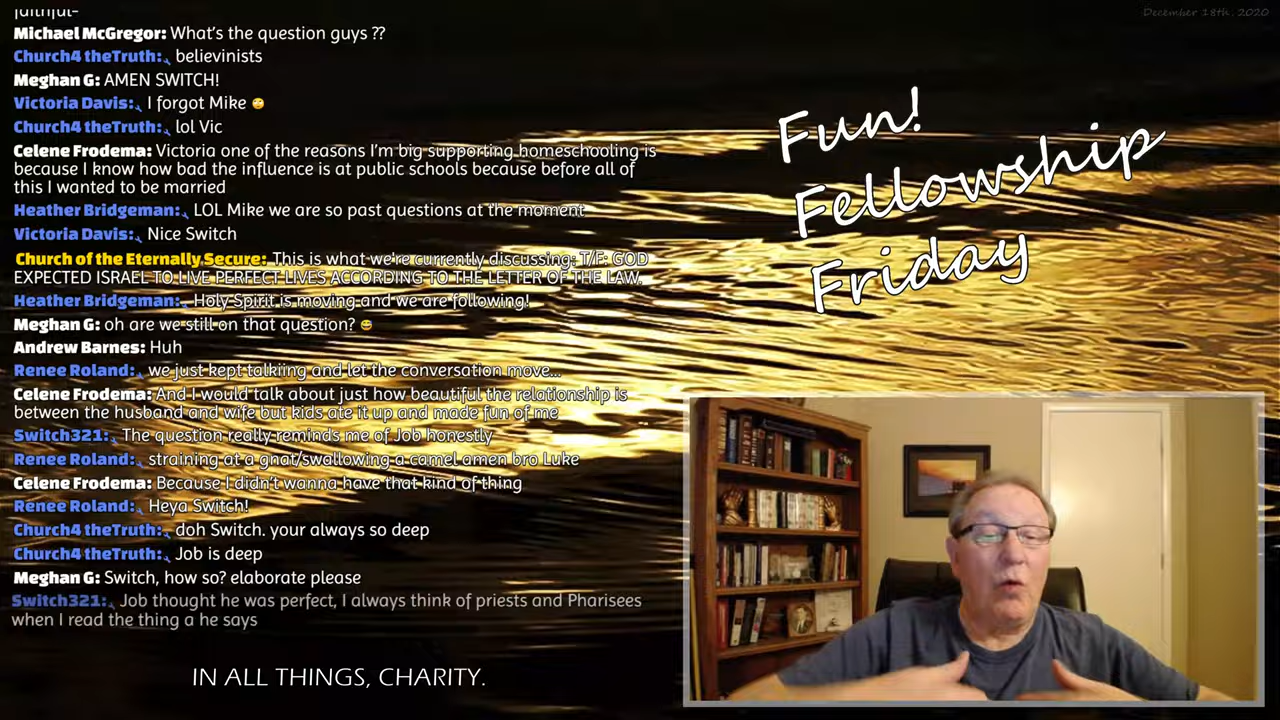 faithful-
Michael McGregor: What's the question guys ??
Church4 theTruth: believinists
Meghan G: AMEN SWITCH!
Victoria Davis: I forgot Mike 🙄
Church4 theTruth: lol Vic
Celene Frodema: Victoria one of the reasons I'm big supporting homeschooling is
because I know how bad the influence is at public schools because before all of
this I wanted to be married
Heather Bridgeman: LOL Mike we are so past questions at the moment
Victoria Davis: Nice Switch
Church of the Eternally Secure: This is what we're currently discussing: T/F: GOD
EXPECTED ISRAEL TO LIVE PERFECT LIVES ACCORDING TO THE LETTER OF THE LAW.
Heather Bridgeman: Holy Spirit is moving and we are following!
Meghan G: oh are we still on that question? 😅
Andrew Barnes: Huh
Renee Roland: we just kept talkiing and let the conversation move...
Celene Frodema: And I would talk about just how beautiful the relationship is
between the husband and wife but kids ate it up and made fun of me
Switch321: The question really reminds me of Job honestly
Renee Roland: straining at a gnat/swallowing a camel amen bro Luke
Celene Frodema: Because I didn't wanna have that kind of thing
Renee Roland: Heya Switch!
Church4 theTruth: doh Switch. your always so deep
Church4 theTruth: Job is deep
Meghan G: Switch, how so? elaborate please
Switch321: Job thought he was perfect, I always think of priests and Pharisees
when I read the thing a he says
IN ALL THINGS, CHARITY.
December 18th, 2020
Fun!
Fellowship
Friday